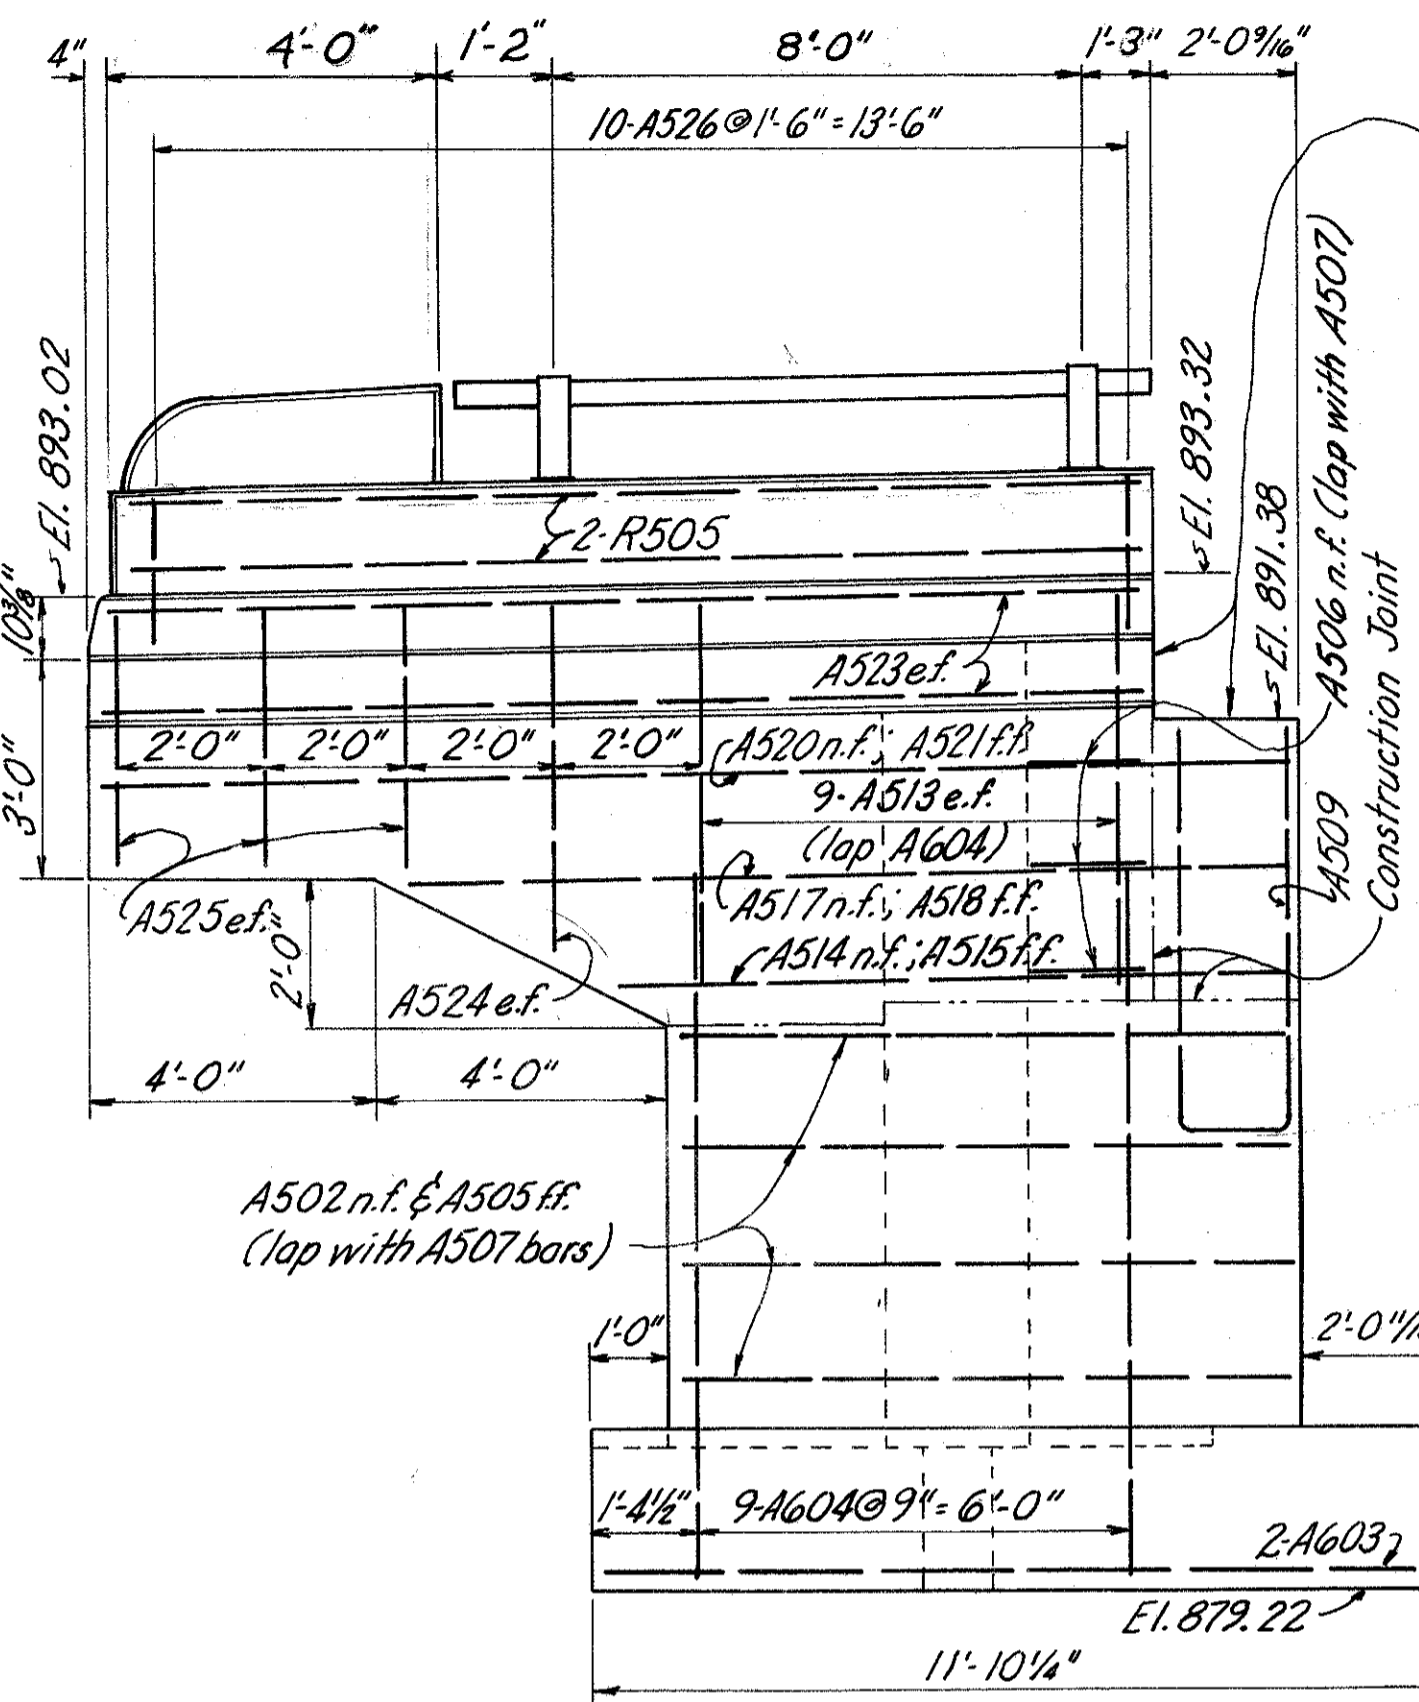 4" 4'-0" 1'-2" 8'-0" 1'-3" 2'-0 9/16"
10-A526 @ 1'-6" = 13'-6"
El. 893.02
El. 893.32
El. 891.38
A506 n.f. (lap with A507)
Construction Joint
A509
2-R505
10 3/8"
3'-0"
A523 e.f.
2'-0" 2'-0" 2'-0" 2'-0"
A520 n.f.; A521 f.f.
9-A513 e.f.
(lap A604)
A517 n.f.; A518 f.f.
A514 n.f.; A515 f.f.
A525 e.f.
2'-0"
A524 e.f.
4'-0" 4'-0"
A502 n.f. & A505 f.f.
(lap with A507 bars)
1'-0"
1'-4 1/2" 9-A604 @ 9" = 6'-0"
2-A603
El. 879.22
11'-10 1/4"